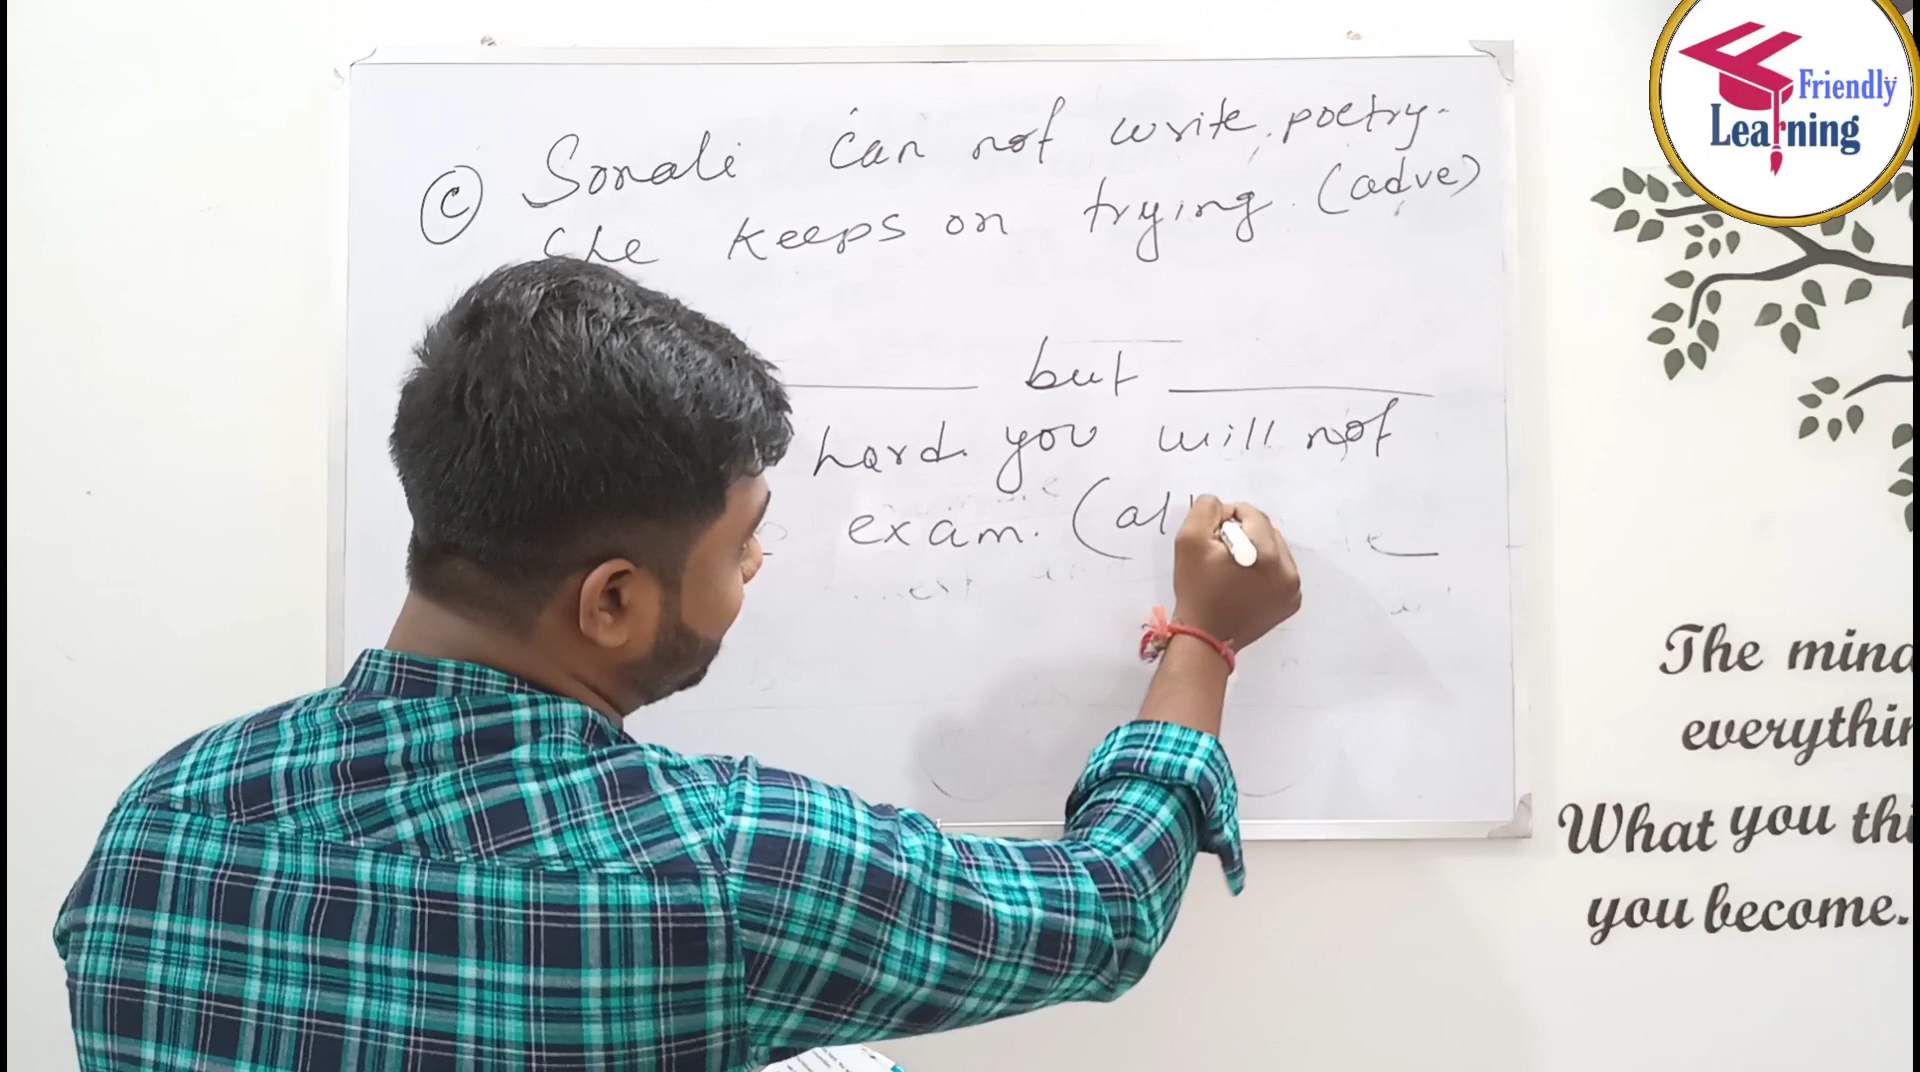 Friendly
Learning
© Sonali can not write poetry.
She keeps on trying. (adve)
but
hard. you will not
exam. (al
The mind
everythin
What you thi
you become.